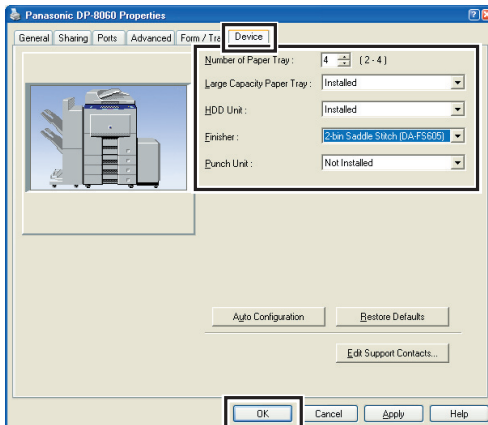 Panasonic DP-8060 Properties
General Sharing Ports Advanced Form / Tra Device
Number of Paper Tray : 4 ( 2 - 4 )
Large Capacity Paper Tray : Installed
HDD Unit : Installed
Finisher : 2-bin Saddle Stitch (DA-FS605)
Punch Unit : Not Installed
Auto Configuration Restore Defaults
Edit Support Contacts...
OK Cancel Apply Help